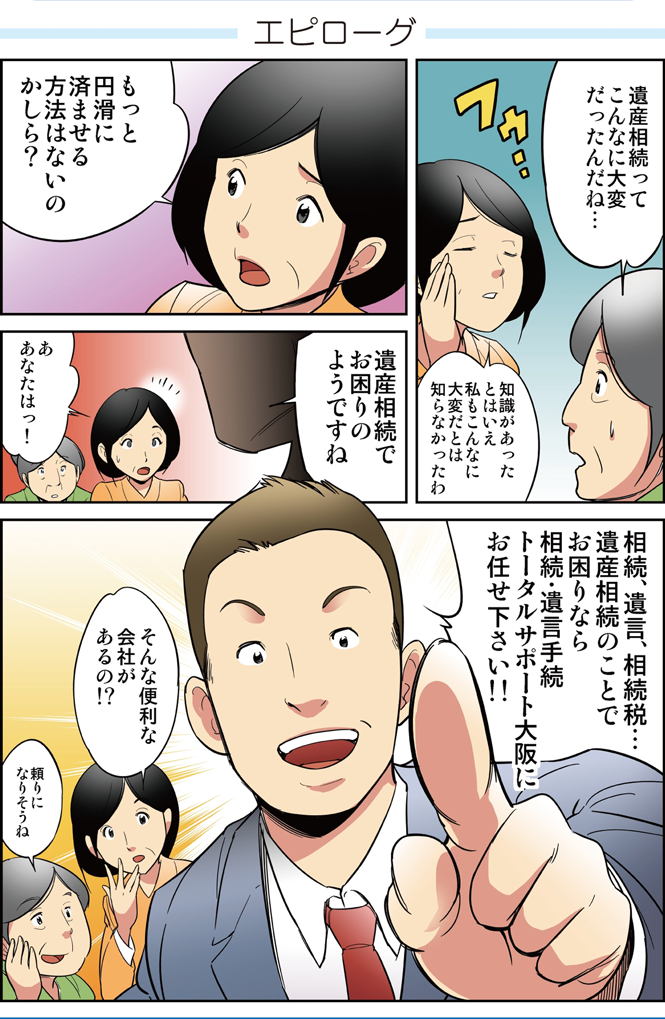 エピローグ
遺産相続って
こんなに大変
だったんだね…
フゥ…
知識があった
とはいえ
私もこんなに
大変だとは
知らなかったわ
もっと
円滑に
済ませる
方法はないの
かしら？
遺産相続で
お困りの
ようですね
あ
あなたはっ！
相続、遺言、相続税…
遺産相続のことで
お困りなら
相続・遺言手続
トータルサポート大阪に
お任せ下さい!!
そんな便利な
会社が
あるの!?
頼りに
なりそうね